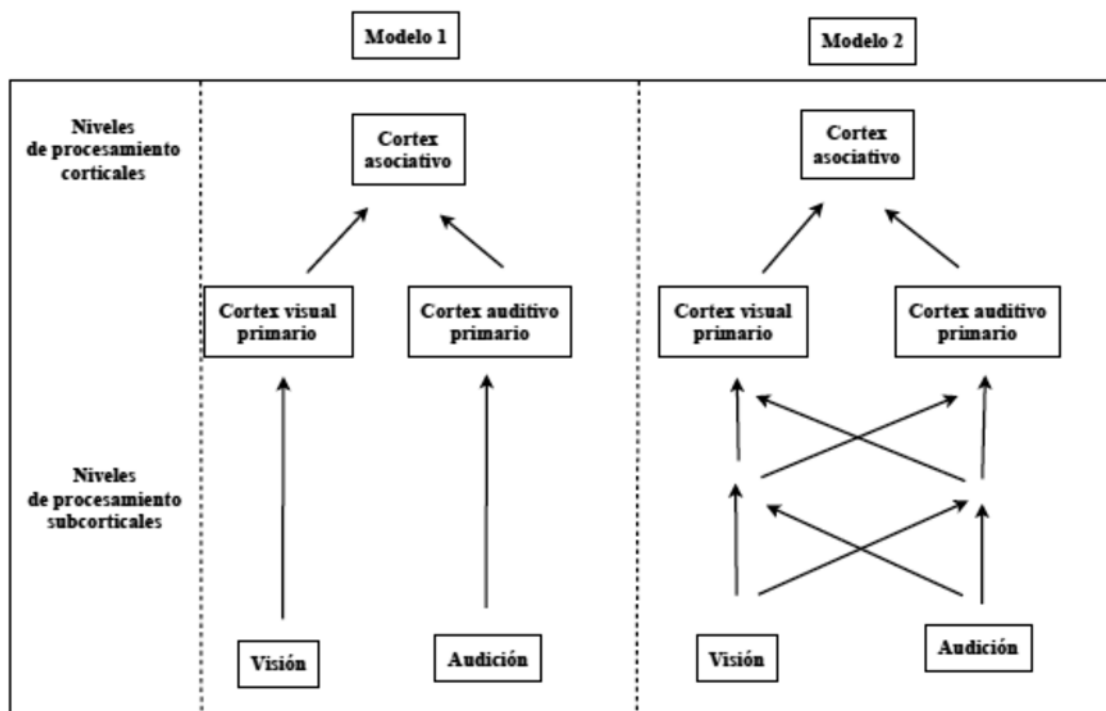 Modelo 1
Modelo 2
Niveles
de procesamiento
corticales
Cortex
asociativo
Cortex
asociativo
Cortex visual
primario
Cortex auditivo
primario
Cortex visual
primario
Cortex auditivo
primario
Niveles
de procesamiento
subcorticales
Visión
Audición
Visión
Audición